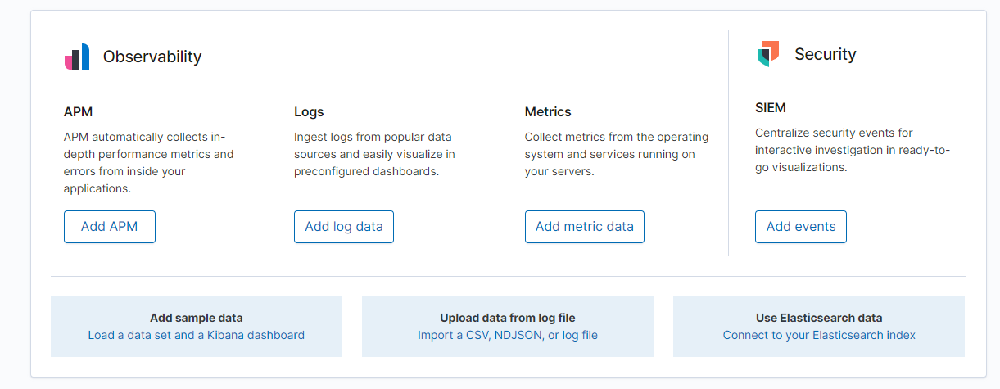 Observability
Security
APM
APM automatically collects in-
depth performance metrics and
errors from inside your
applications.
Add APM
Logs
Ingest logs from popular data
sources and easily visualize in
preconfigured dashboards.
Add log data
Metrics
Collect metrics from the operating
system and services running on
your servers.
Add metric data
SIEM
Centralize security events for
interactive investigation in ready-to-
go visualizations.
Add events
Add sample data
Load a data set and a Kibana dashboard
Upload data from log file
Import a CSV, NDJSON, or log file
Use Elasticsearch data
Connect to your Elasticsearch index